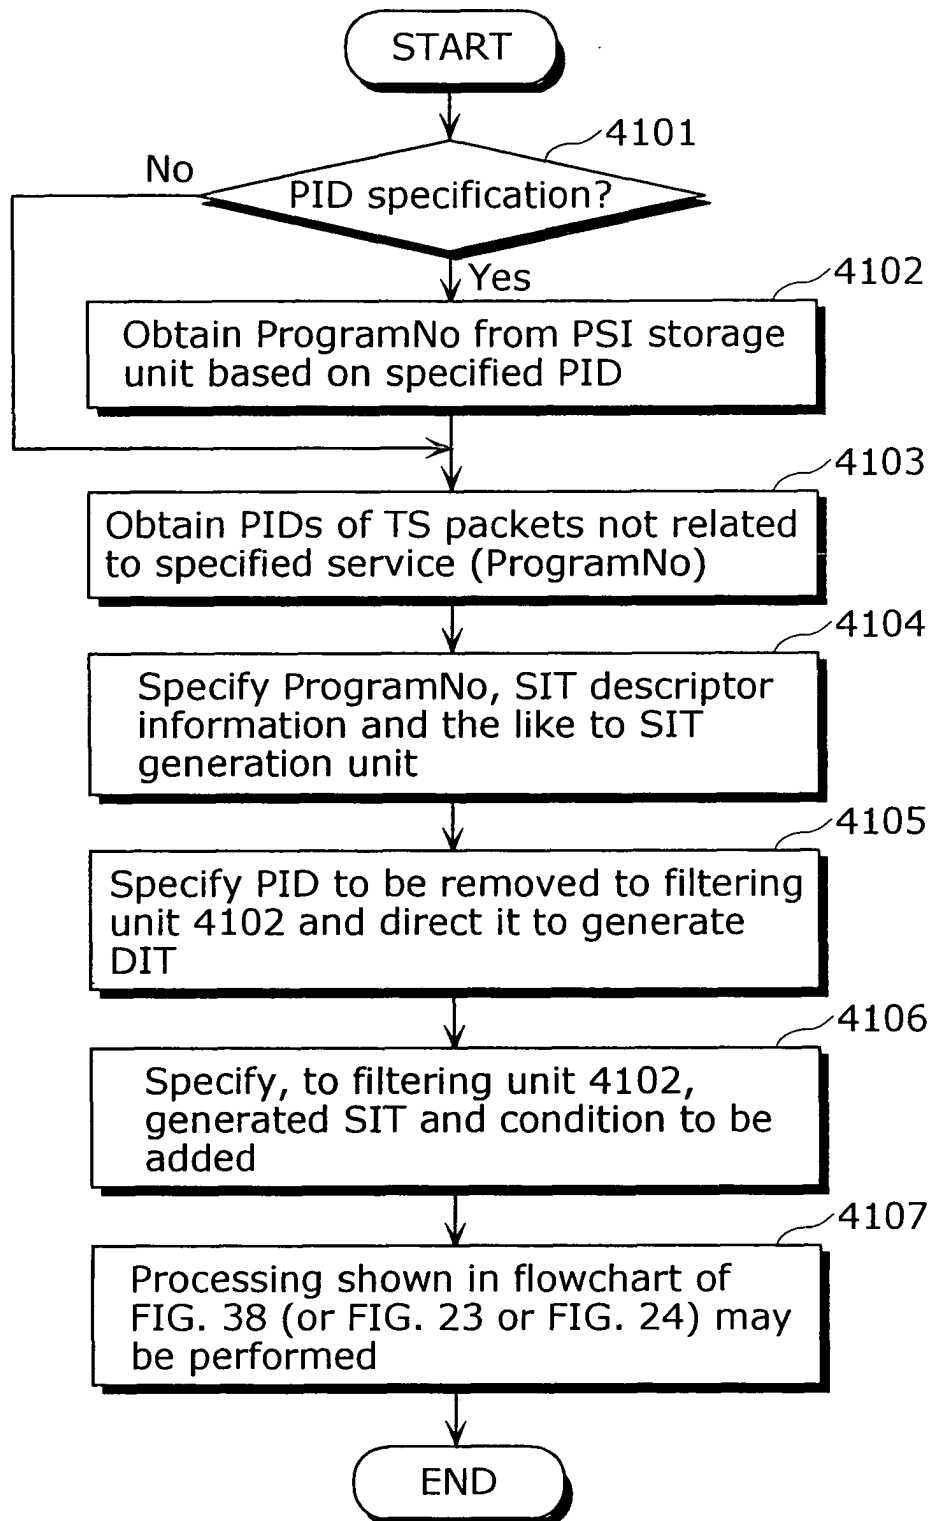 START
4101
No
PID specification?
Yes
4102
Obtain ProgramNo from PSI storage
unit based on specified PID
4103
Obtain PIDs of TS packets not related
to specified service (ProgramNo)
4104
Specify ProgramNo, SIT descriptor
information and the like to SIT
generation unit
4105
Specify PID to be removed to filtering
unit 4102 and direct it to generate
DIT
4106
Specify, to filtering unit 4102,
generated SIT and condition to be
added
4107
Processing shown in flowchart of
FIG. 38 (or FIG. 23 or FIG. 24) may
be performed
END